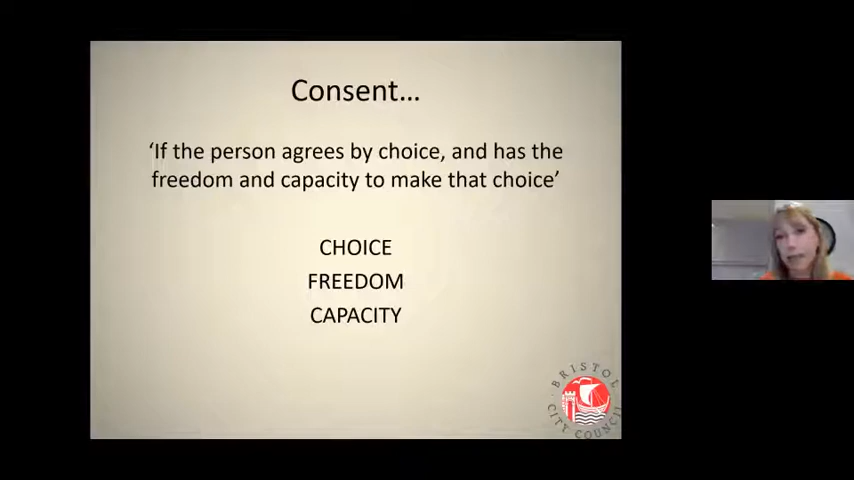 Consent...
‘If the person agrees by choice, and has the
freedom and capacity to make that choice’
CHOICE
FREEDOM
CAPACITY
BRISTOL
CITY COUNCIL